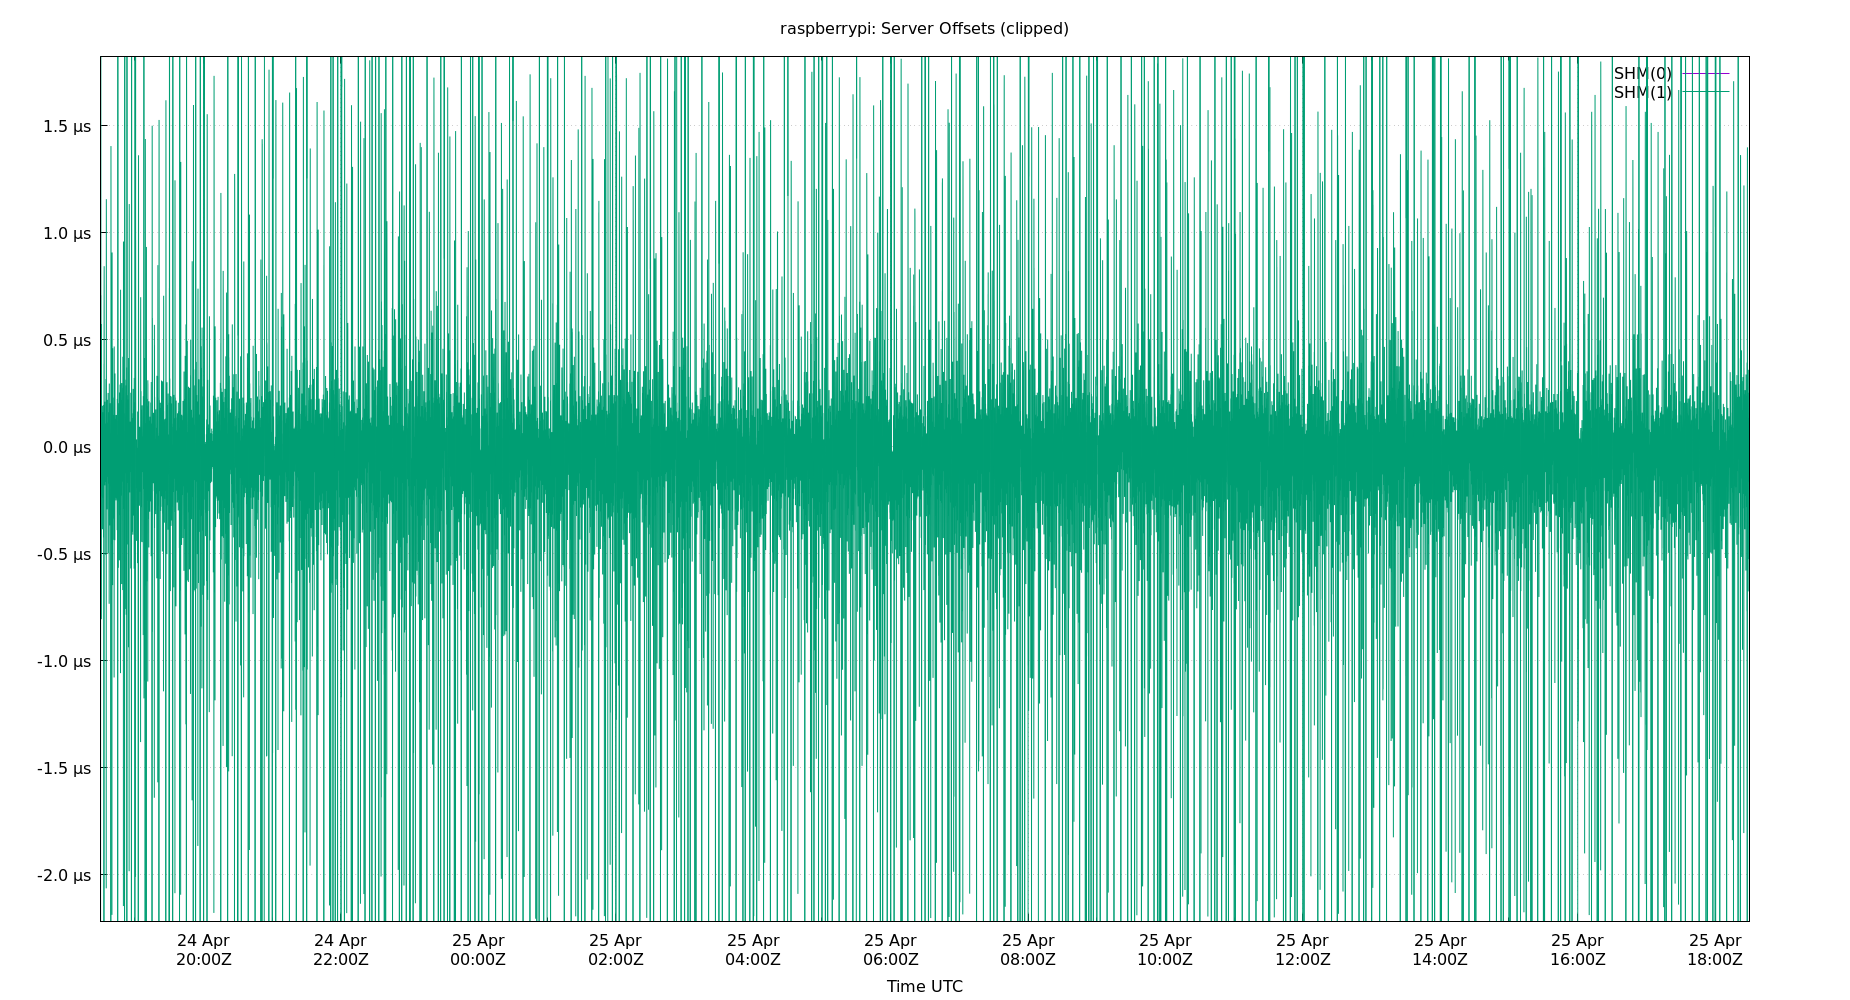 raspberrypi: Server Offsets (clipped)
SHM(0)
SHM(1)
1.5 µs
1.0 µs
0.5 µs
0.0 µs
-0.5 µs
-1.0 µs
-1.5 µs
-2.0 µs
24 Apr 24 Apr 25 Apr 25 Apr 25 Apr 25 Apr 25 Apr 25 Apr 25 Apr 25 Apr 25 Apr 25 Apr
20:00Z 22:00Z 00:00Z 02:00Z 04:00Z 06:00Z 08:00Z 10:00Z 12:00Z 14:00Z 16:00Z 18:00Z
Time UTC